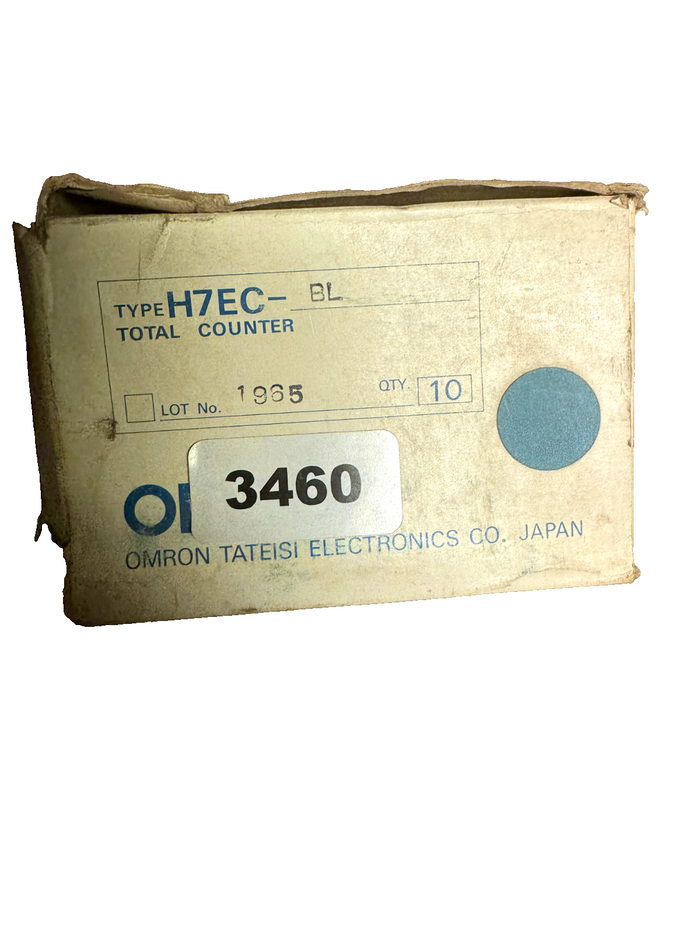 TYPE H7EC- BL
TOTAL COUNTER
LOT No. 1965 QTY. 10
3460
OMRON TATEISI ELECTRONICS CO. JAPAN